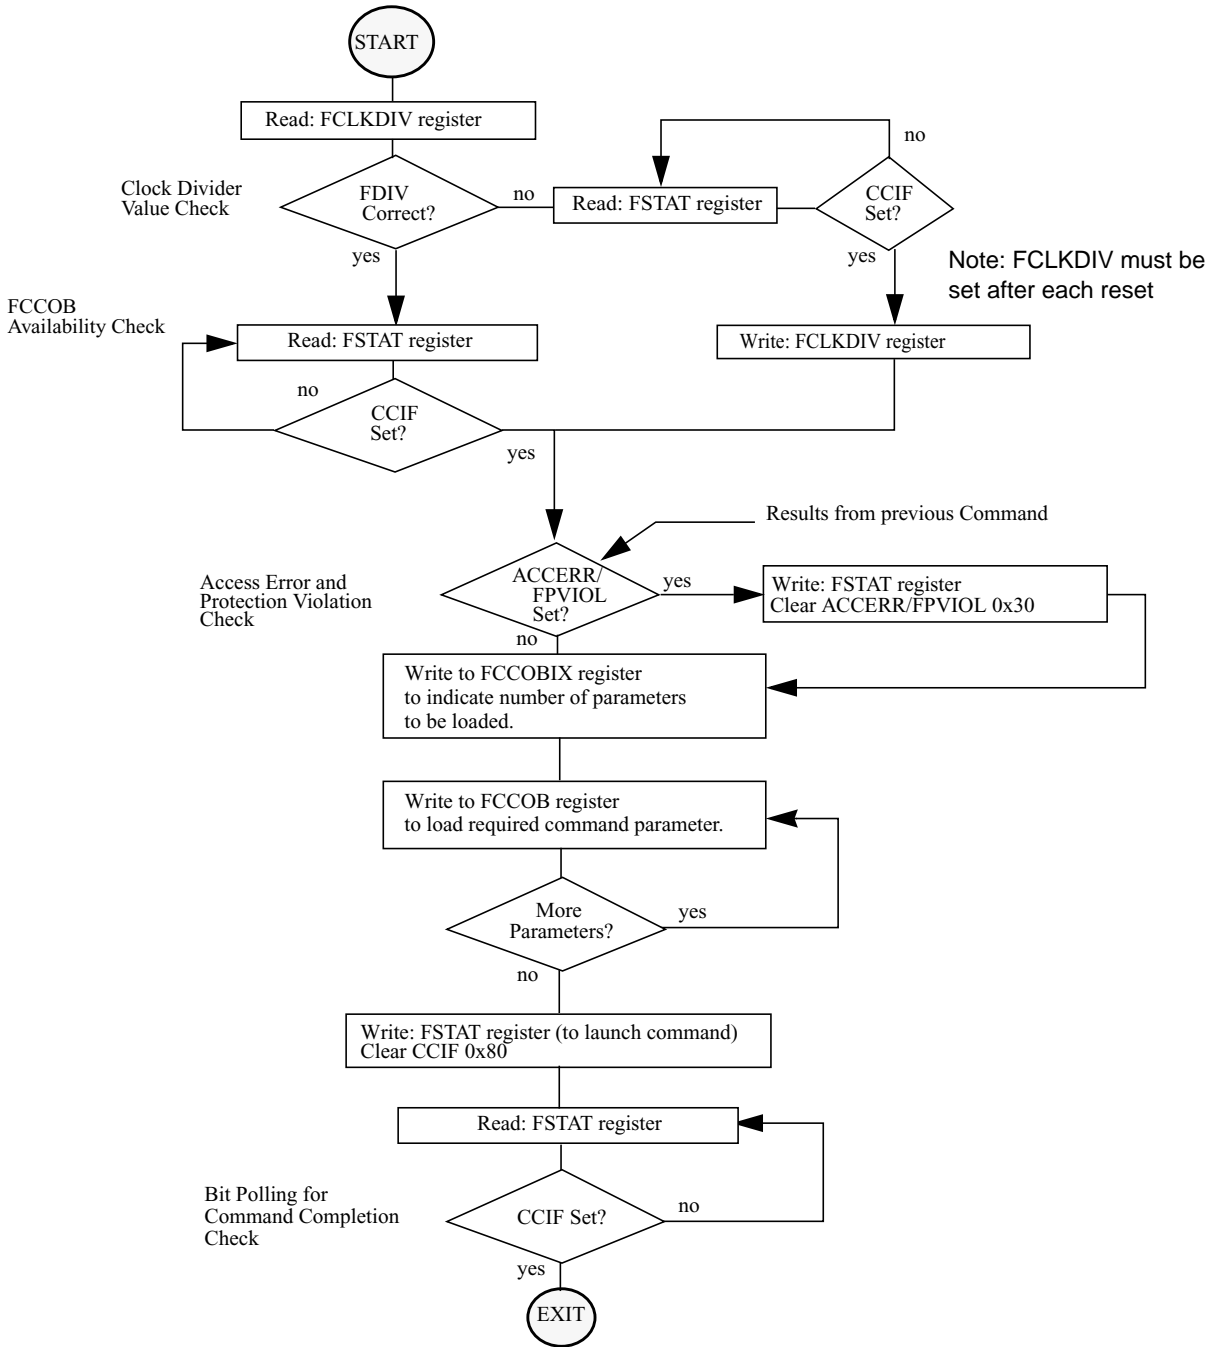 START
Read: FCLKDIV register
Clock Divider
Value Check
FDIV
Correct?
no
Read: FSTAT register
CCIF
Set?
no
yes
yes
Note: FCLKDIV must be
set after each reset
FCCOB
Availability Check
Read: FSTAT register
Write: FCLKDIV register
no
CCIF
Set?
yes
Results from previous Command
Access Error and
Protection Violation
Check
ACCERR/
FPVIOL
Set?
yes
Write: FSTAT register
Clear ACCERR/FPVIOL 0x30
no
Write to FCCOBIX register
to indicate number of parameters
to be loaded.
Write to FCCOB register
to load required command parameter.
More
Parameters?
yes
no
Write: FSTAT register (to launch command)
Clear CCIF 0x80
Read: FSTAT register
Bit Polling for
Command Completion
Check
CCIF Set?
no
yes
EXIT